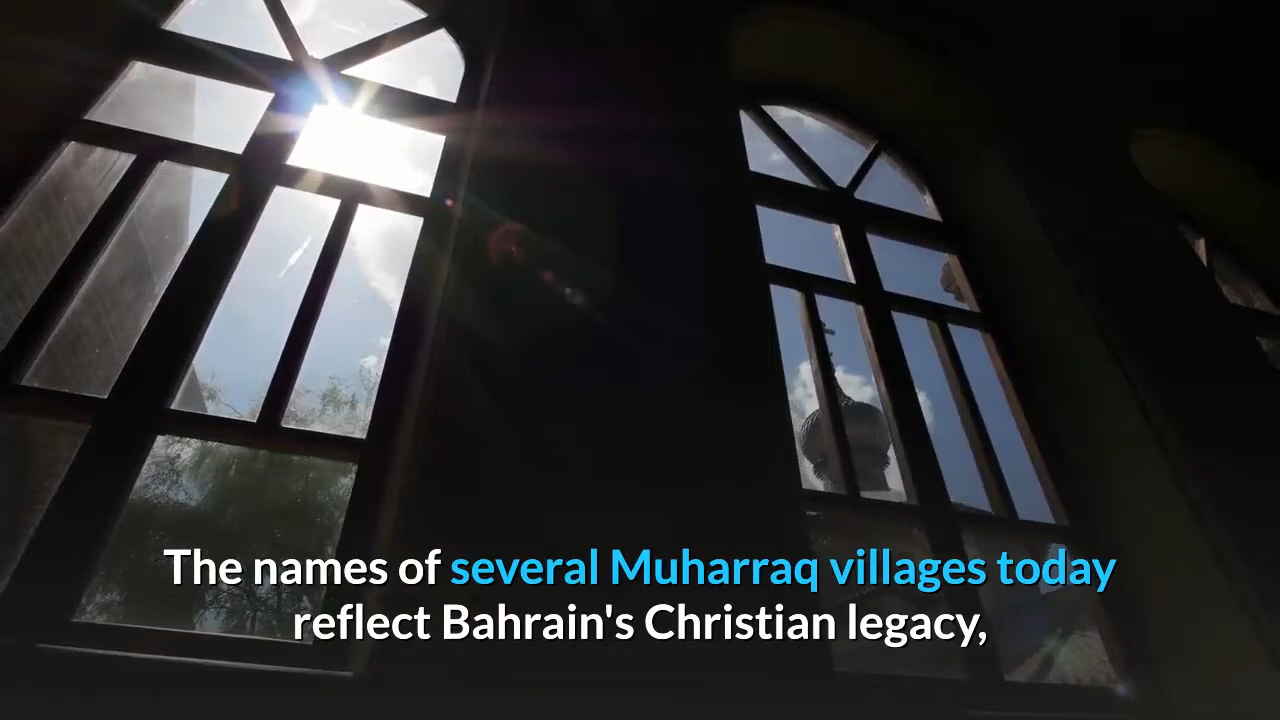 The names of several Muharraq villages today
reflect Bahrain's Christian legacy,